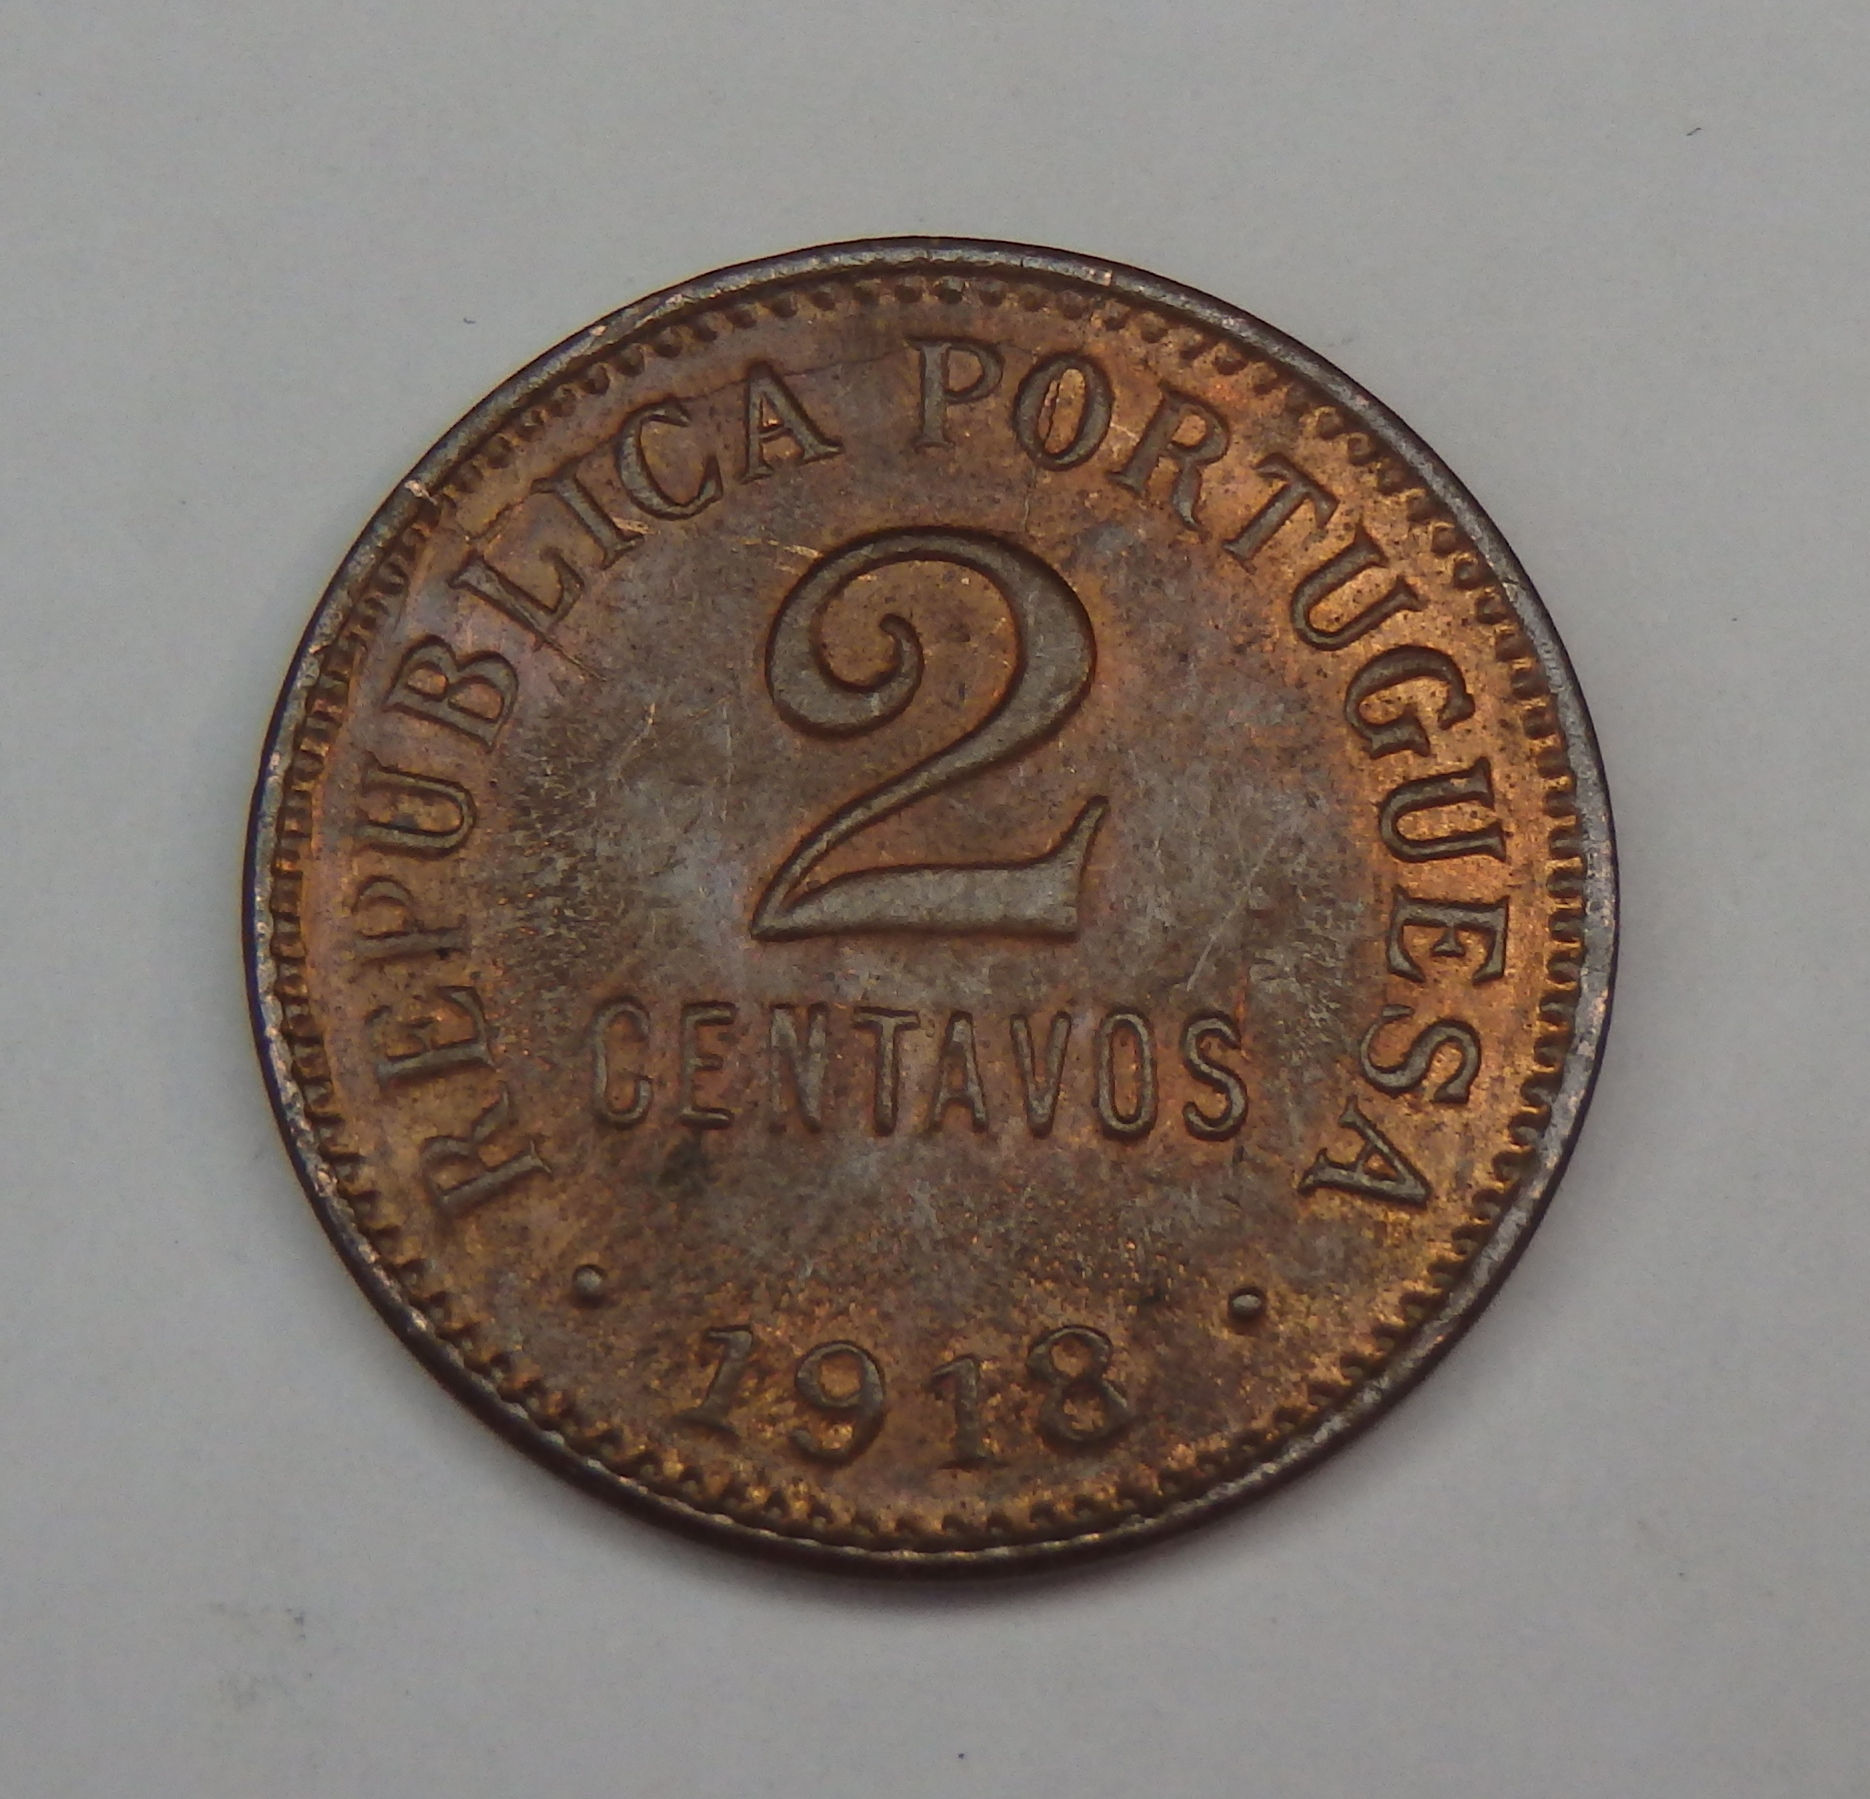 REPUBLICA PORTUGUESA
2
CENTAVOS
• 1918 •